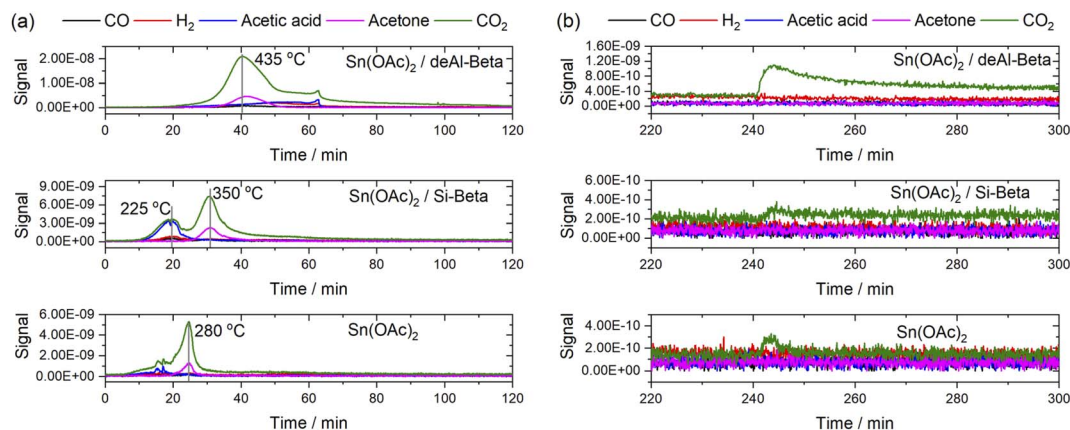 (a) CO H2 Acetic acid Acetone CO2
Signal
2.00E-08
1.00E-08
0.00E+00
435 ºC
Sn(OAc)2 / deAl-Beta
0 20 40 60 80 100 120
Time / min
Signal
9.00E-09
6.00E-09
3.00E-09
0.00E+00
225 ºC
350 ºC
Sn(OAc)2 / Si-Beta
0 20 40 60 80 100 120
Time / min
Signal
6.00E-09
4.00E-09
2.00E-09
0.00E+00
280 ºC
Sn(OAc)2
0 20 40 60 80 100 120
Time / min
(b) CO H2 Acetic acid Acetone CO2
Signal
1.60E-09
1.20E-09
8.00E-10
4.00E-10
0.00E+00
Sn(OAc)2 / deAl-Beta
220 240 260 280 300
Time / min
Signal
6.00E-10
4.00E-10
2.00E-10
0.00E+00
Sn(OAc)2 / Si-Beta
220 240 260 280 300
Time / min
Signal
4.00E-10
2.00E-10
0.00E+00
Sn(OAc)2
220 240 260 280 300
Time / min